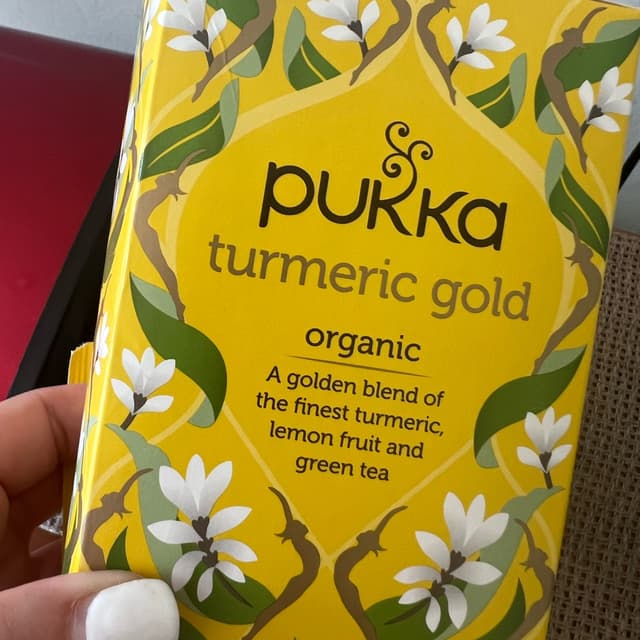 pukka
turmeric gold
organic
A golden blend of
the finest turmeric,
lemon fruit and
green tea